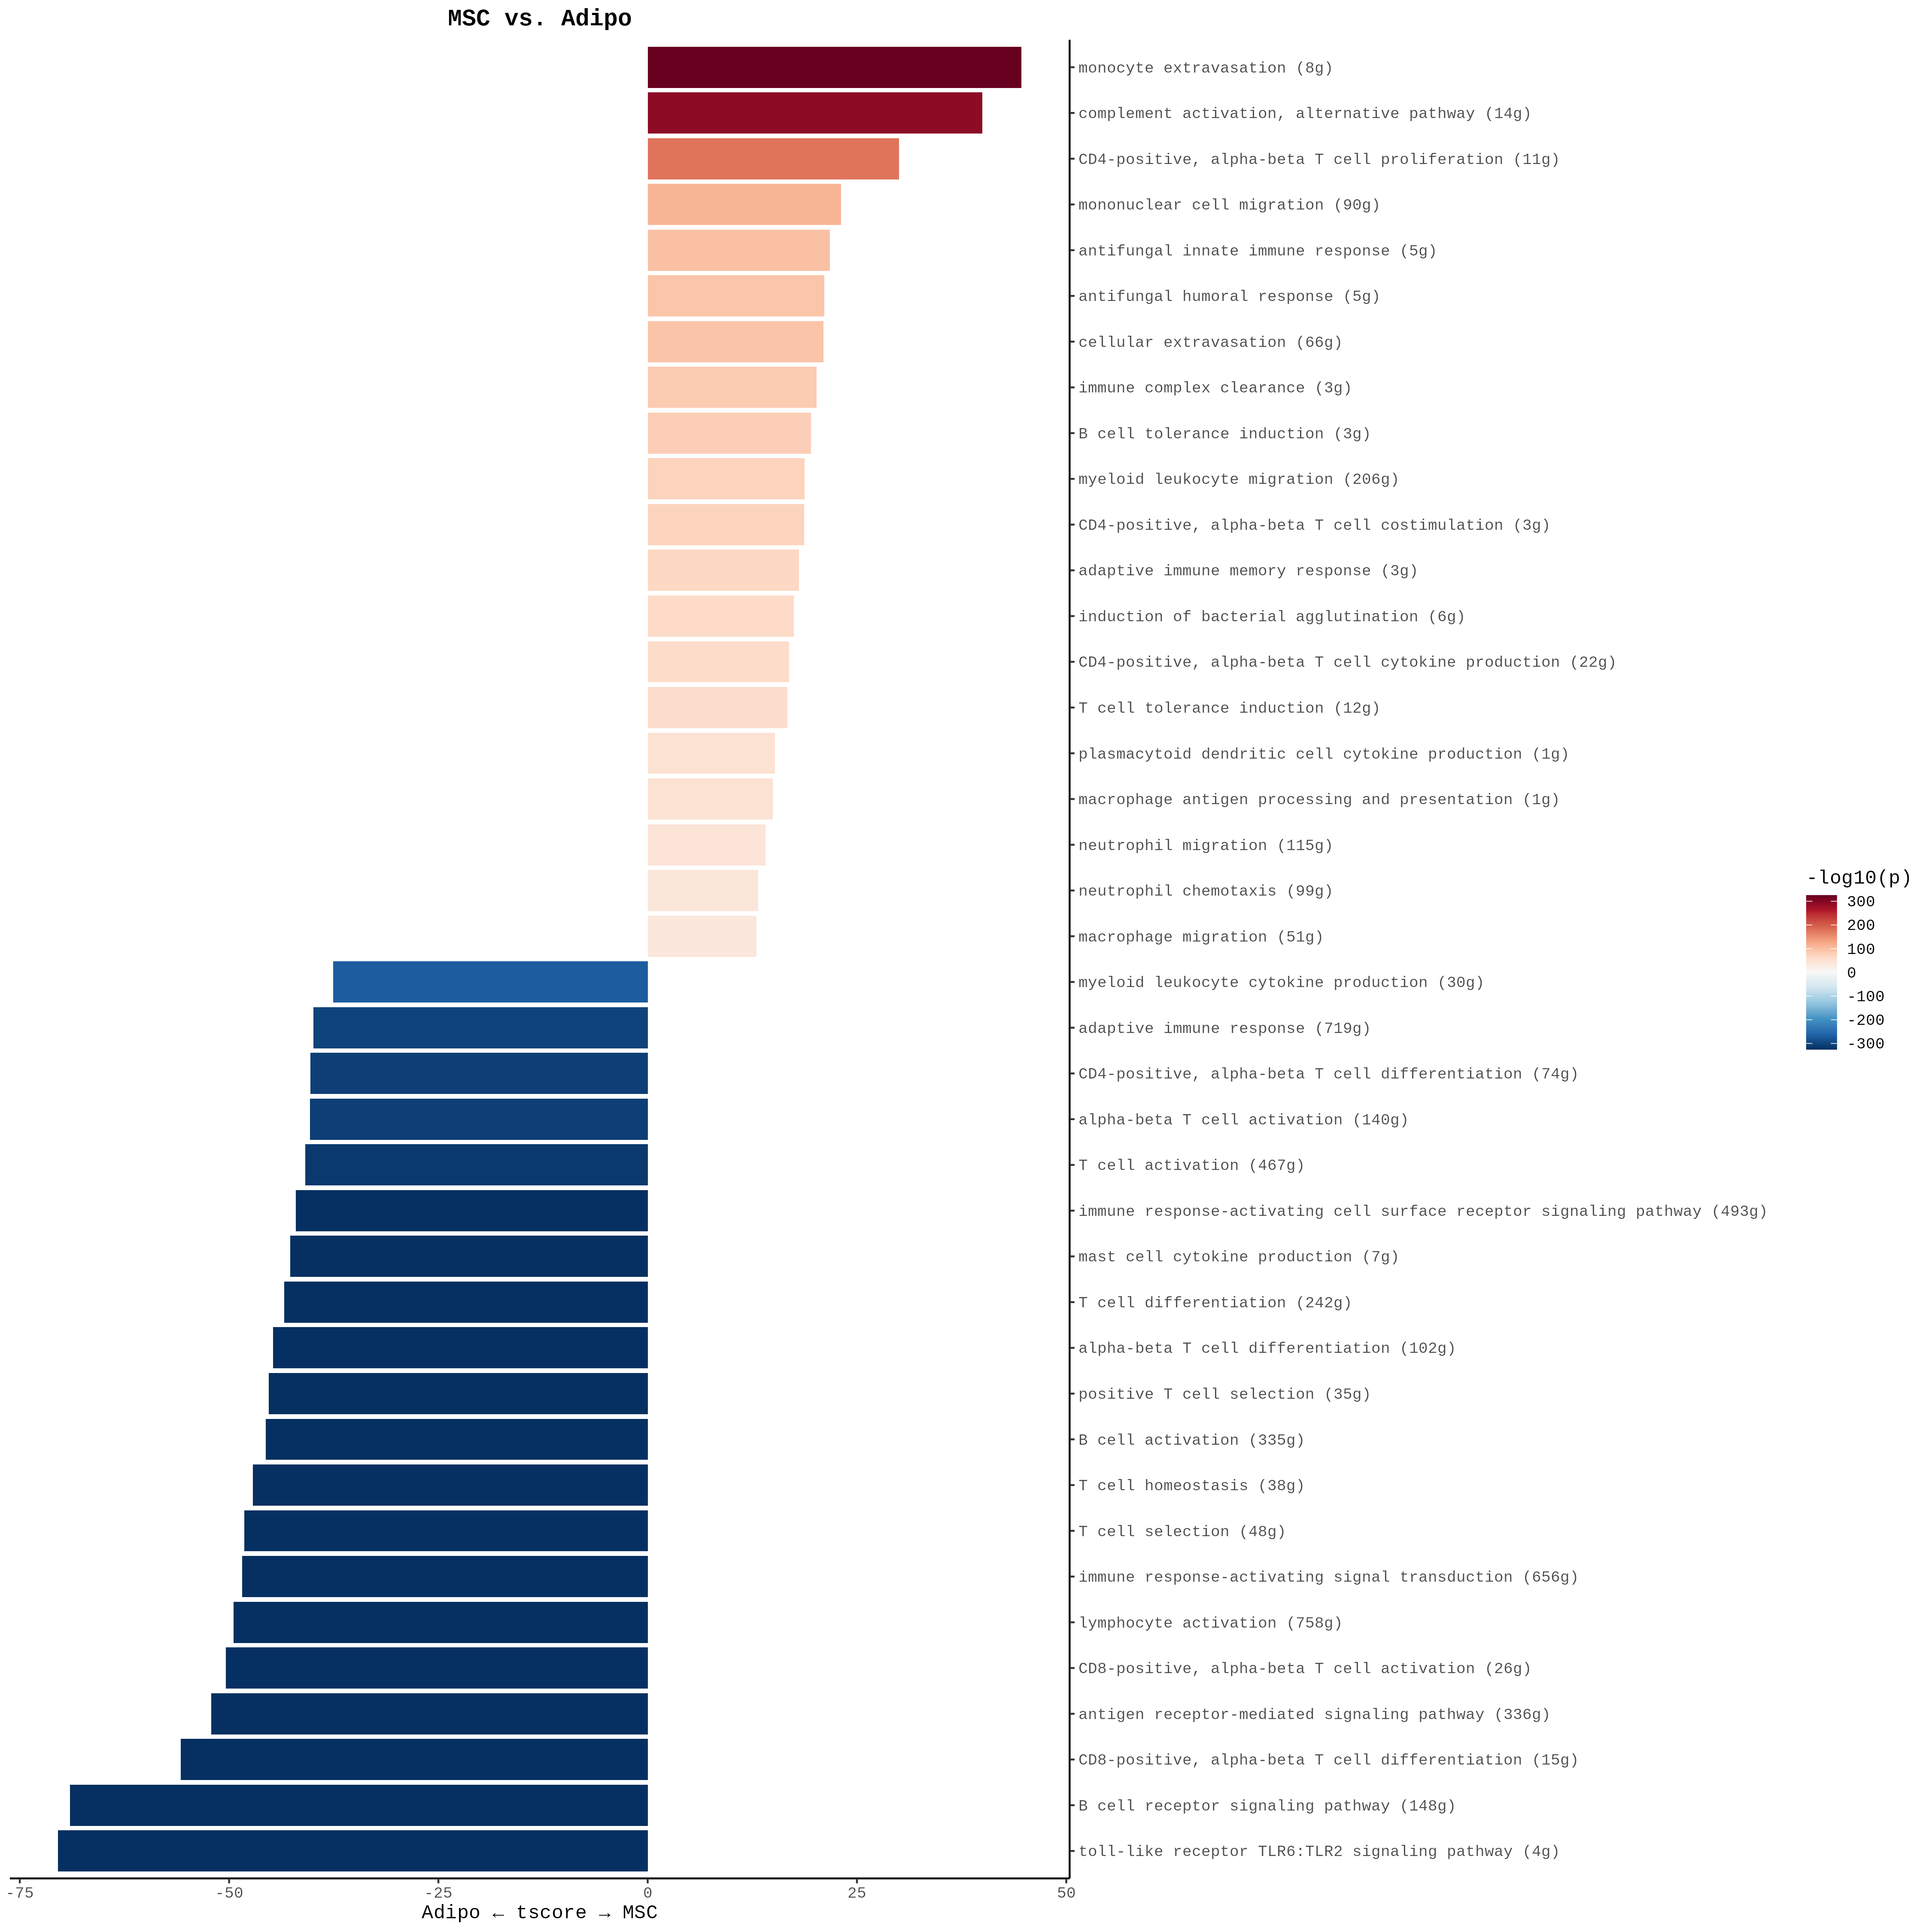 MSC vs. Adipo
monocyte extravasation (8g)
complement activation, alternative pathway (14g)
CD4-positive, alpha-beta T cell proliferation (11g)
mononuclear cell migration (90g)
antifungal innate immune response (5g)
antifungal humoral response (5g)
cellular extravasation (66g)
immune complex clearance (3g)
B cell tolerance induction (3g)
myeloid leukocyte migration (206g)
CD4-positive, alpha-beta T cell costimulation (3g)
adaptive immune memory response (3g)
induction of bacterial agglutination (6g)
CD4-positive, alpha-beta T cell cytokine production (22g)
T cell tolerance induction (12g)
plasmacytoid dendritic cell cytokine production (1g)
macrophage antigen processing and presentation (1g)
neutrophil migration (115g)
neutrophil chemotaxis (99g)
macrophage migration (51g)
myeloid leukocyte cytokine production (30g)
adaptive immune response (719g)
CD4-positive, alpha-beta T cell differentiation (74g)
alpha-beta T cell activation (140g)
T cell activation (467g)
immune response-activating cell surface receptor signaling pathway (493g)
mast cell cytokine production (7g)
T cell differentiation (242g)
alpha-beta T cell differentiation (102g)
positive T cell selection (35g)
B cell activation (335g)
T cell homeostasis (38g)
T cell selection (48g)
immune response-activating signal transduction (656g)
lymphocyte activation (758g)
CD8-positive, alpha-beta T cell activation (26g)
antigen receptor-mediated signaling pathway (336g)
CD8-positive, alpha-beta T cell differentiation (15g)
B cell receptor signaling pathway (148g)
toll-like receptor TLR6:TLR2 signaling pathway (4g)
-75 -50 -25 0 25 50
Adipo ← tscore → MSC
-log10(p)
300
200
100
0
-100
-200
-300